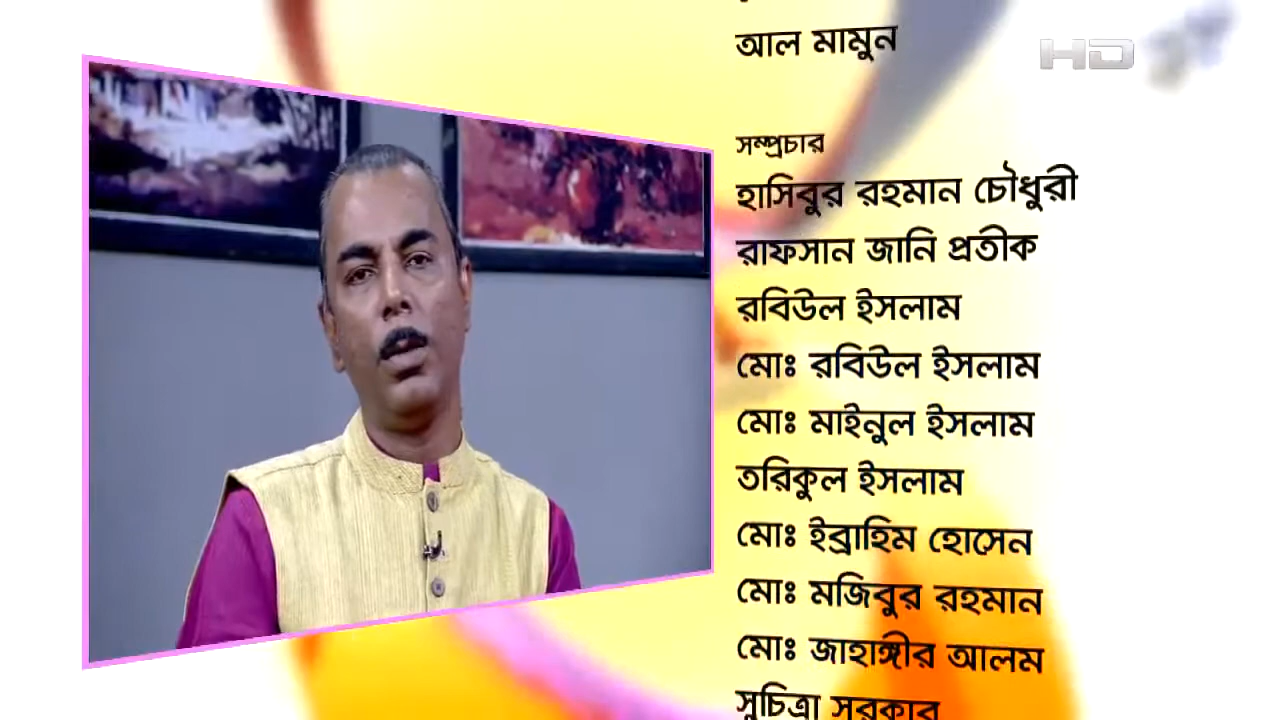 আল মামুন
HD
সম্প্রচার
হাসিবুর রহমান চৌধুরী
রাফসান জানি প্রতীক
রবিউল ইসলাম
মোঃ রবিউল ইসলাম
মোঃ মাইনুল ইসলাম
তরিকুল ইসলাম
মোঃ ইব্রাহিম হোসেন
মোঃ মজিবুর রহমান
মোঃ জাহাঙ্গীর আলম
সুচিত্রা সরকার